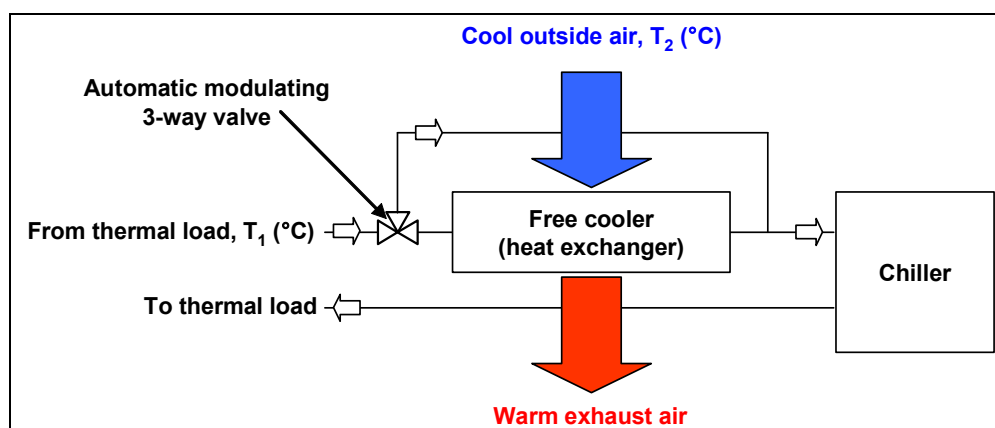 Cool outside air, T₂ (°C)
Automatic modulating
3-way valve
From thermal load, T₁ (°C)
Free cooler
(heat exchanger)
Chiller
To thermal load
Warm exhaust air